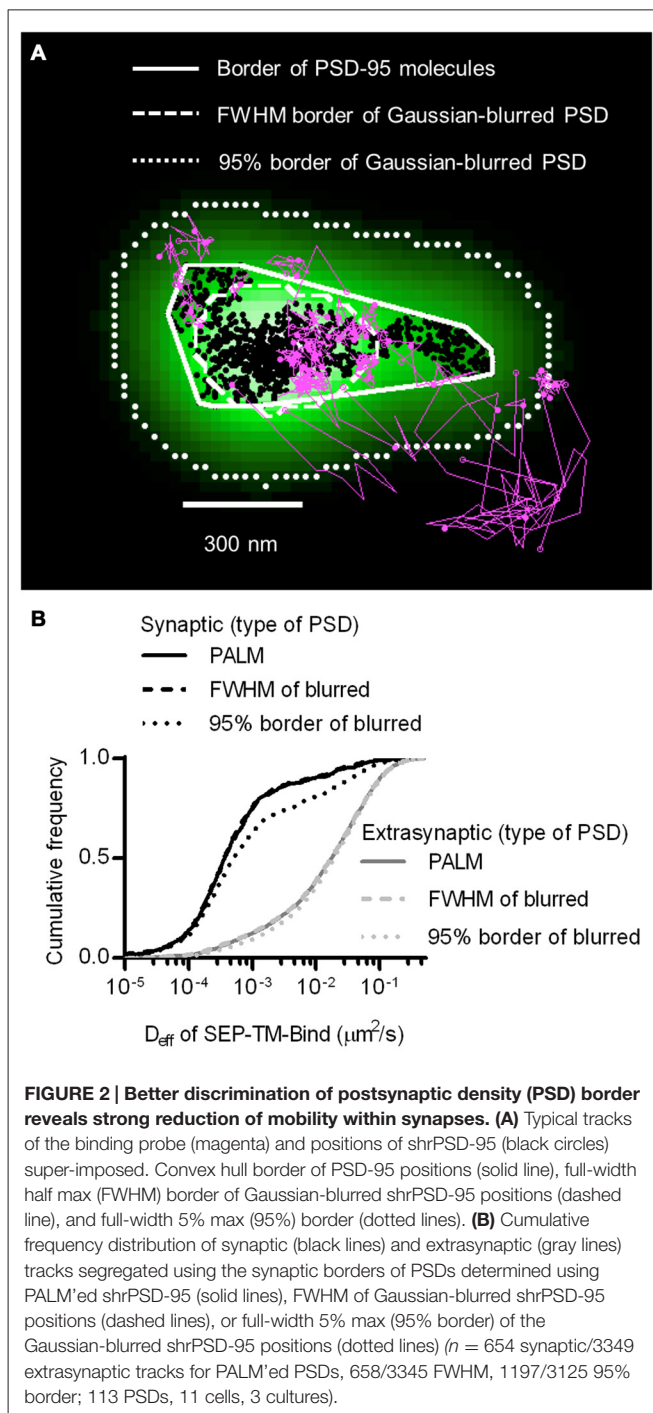 A
Border of PSD-95 molecules
FWHM border of Gaussian-blurred PSD
95% border of Gaussian-blurred PSD
300 nm
B
Synaptic (type of PSD)
PALM
FWHM of blurred
95% border of blurred
Cumulative frequency
1.0
0.5
0.0
Extrasynaptic (type of PSD)
PALM
FWHM of blurred
95% border of blurred
10⁻⁵ 10⁻⁴ 10⁻³ 10⁻² 10⁻¹
D_eff of SEP-TM-Bind (μm²/s)
FIGURE 2 | Better discrimination of postsynaptic density (PSD) border
reveals strong reduction of mobility within synapses. (A) Typical tracks
of the binding probe (magenta) and positions of shrPSD-95 (black circles)
super-imposed. Convex hull border of PSD-95 positions (solid line), full-width
half max (FWHM) border of Gaussian-blurred shrPSD-95 positions (dashed
line), and full-width 5% max (95%) border (dotted lines). (B) Cumulative
frequency distribution of synaptic (black lines) and extrasynaptic (gray lines)
tracks segregated using the synaptic borders of PSDs determined using
PALM'ed shrPSD-95 (solid lines), FWHM of Gaussian-blurred shrPSD-95
positions (dashed lines), or full-width 5% max (95% border) of the
Gaussian-blurred shrPSD-95 positions (dotted lines) (n = 654 synaptic/3349
extrasynaptic tracks for PALM'ed PSDs, 658/3345 FWHM, 1197/3125 95%
border; 113 PSDs, 11 cells, 3 cultures).